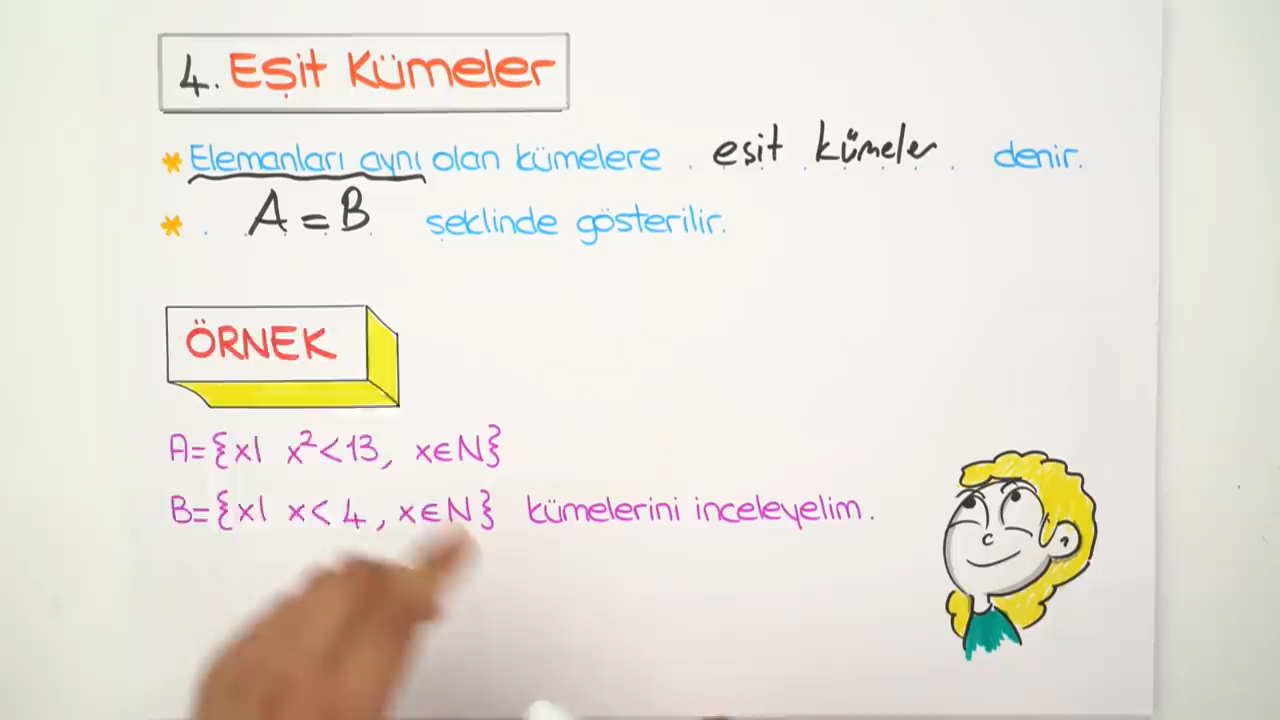 4. Eşit Kümeler
* Elemanları aynı olan kümelere . eşit kümeler . denir.
* . A = B . şeklinde gösterilir.
ÖRNEK
A={x| x²<13, x∈N}
B={x| x<4, x∈N} kümelerini inceleyelim.